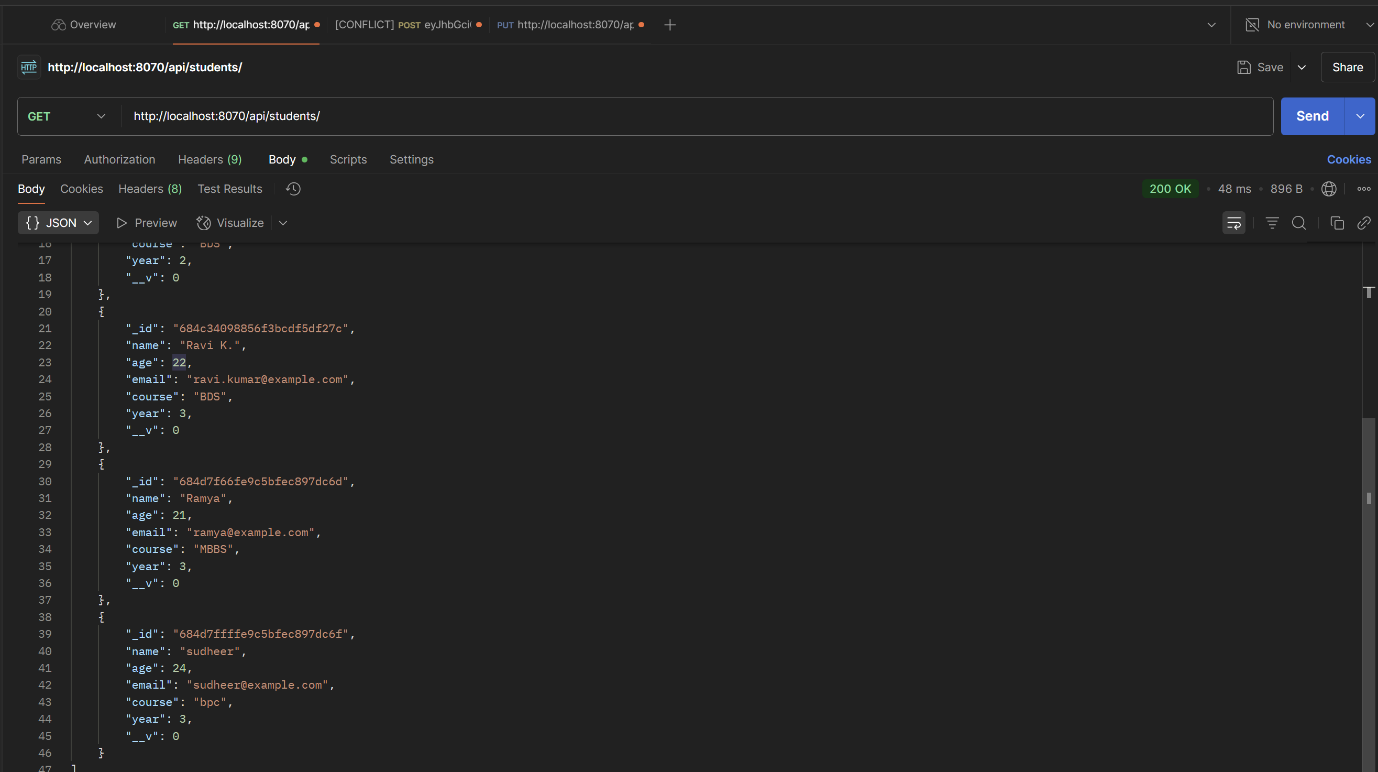 Overview
GET http://localhost:8070/ap
[CONFLICT] POST eyJhbGci
PUT http://localhost:8070/ap
No environment
HTTP http://localhost:8070/api/students/
Save
Share
GET http://localhost:8070/api/students/
Send
Params Authorization Headers (9) Body Scripts Settings
Cookies
Body Cookies Headers (8) Test Results
200 OK • 48 ms • 896 B
{} JSON Preview Visualize
16 "course": "BDS",
17 "year": 2,
18 "__v": 0
19 },
20 {
21 "_id": "684c34098856f3bcdf5df27c",
22 "name": "Ravi K.",
23 "age": 22,
24 "email": "ravi.kumar@example.com",
25 "course": "BDS",
26 "year": 3,
27 "__v": 0
28 },
29 {
30 "_id": "684d7f66fe9c5bfec897dc6d",
31 "name": "Ramya",
32 "age": 21,
33 "email": "ramya@example.com",
34 "course": "MBBS",
35 "year": 3,
36 "__v": 0
37 },
38 {
39 "_id": "684d7ffffe9c5bfec897dc6f",
40 "name": "sudheer",
41 "age": 24,
42 "email": "sudheer@example.com",
43 "course": "bpc",
44 "year": 3,
45 "__v": 0
46 }
47 ]